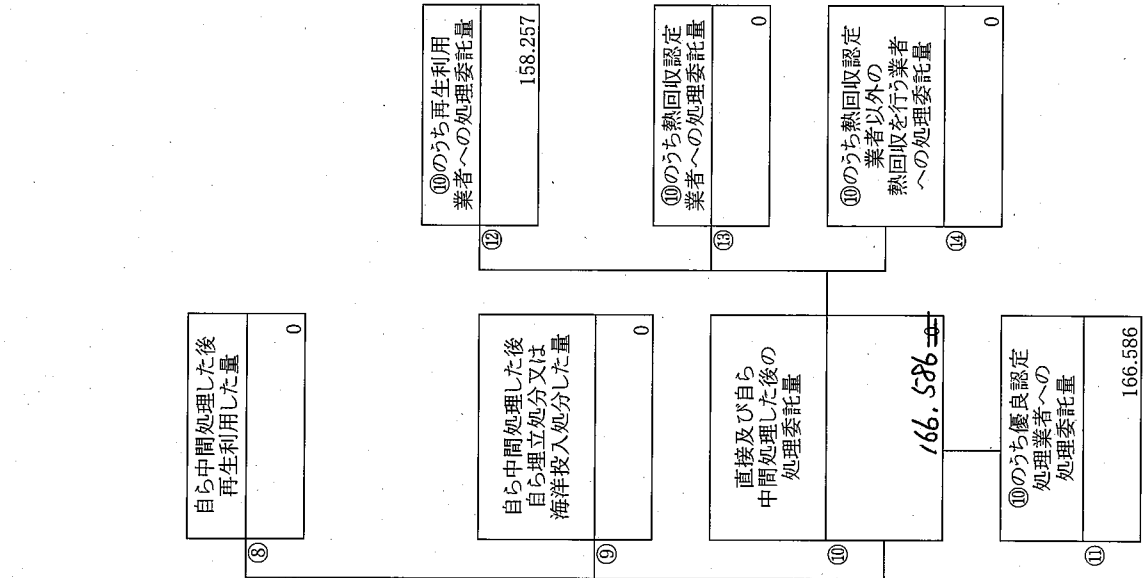 ⑧
自ら中間処理した後
再生利用した量
0
⑨
自ら中間処理した後
自ら埋立処分又は
海洋投入処分した量
0
⑩
直接及び自ら
中間処理した後の
処理委託量
166.586 0
⑪
⑩のうち優良認定
処理業者への
処理委託量
166.586
⑫
⑩のうち再生利用
業者への処理委託量
158.257
⑬
⑩のうち熱回収認定
業者への処理委託量
0
⑭
⑩のうち熱回収認定
業者以外の
熱回収を行う業者
への処理委託量
0